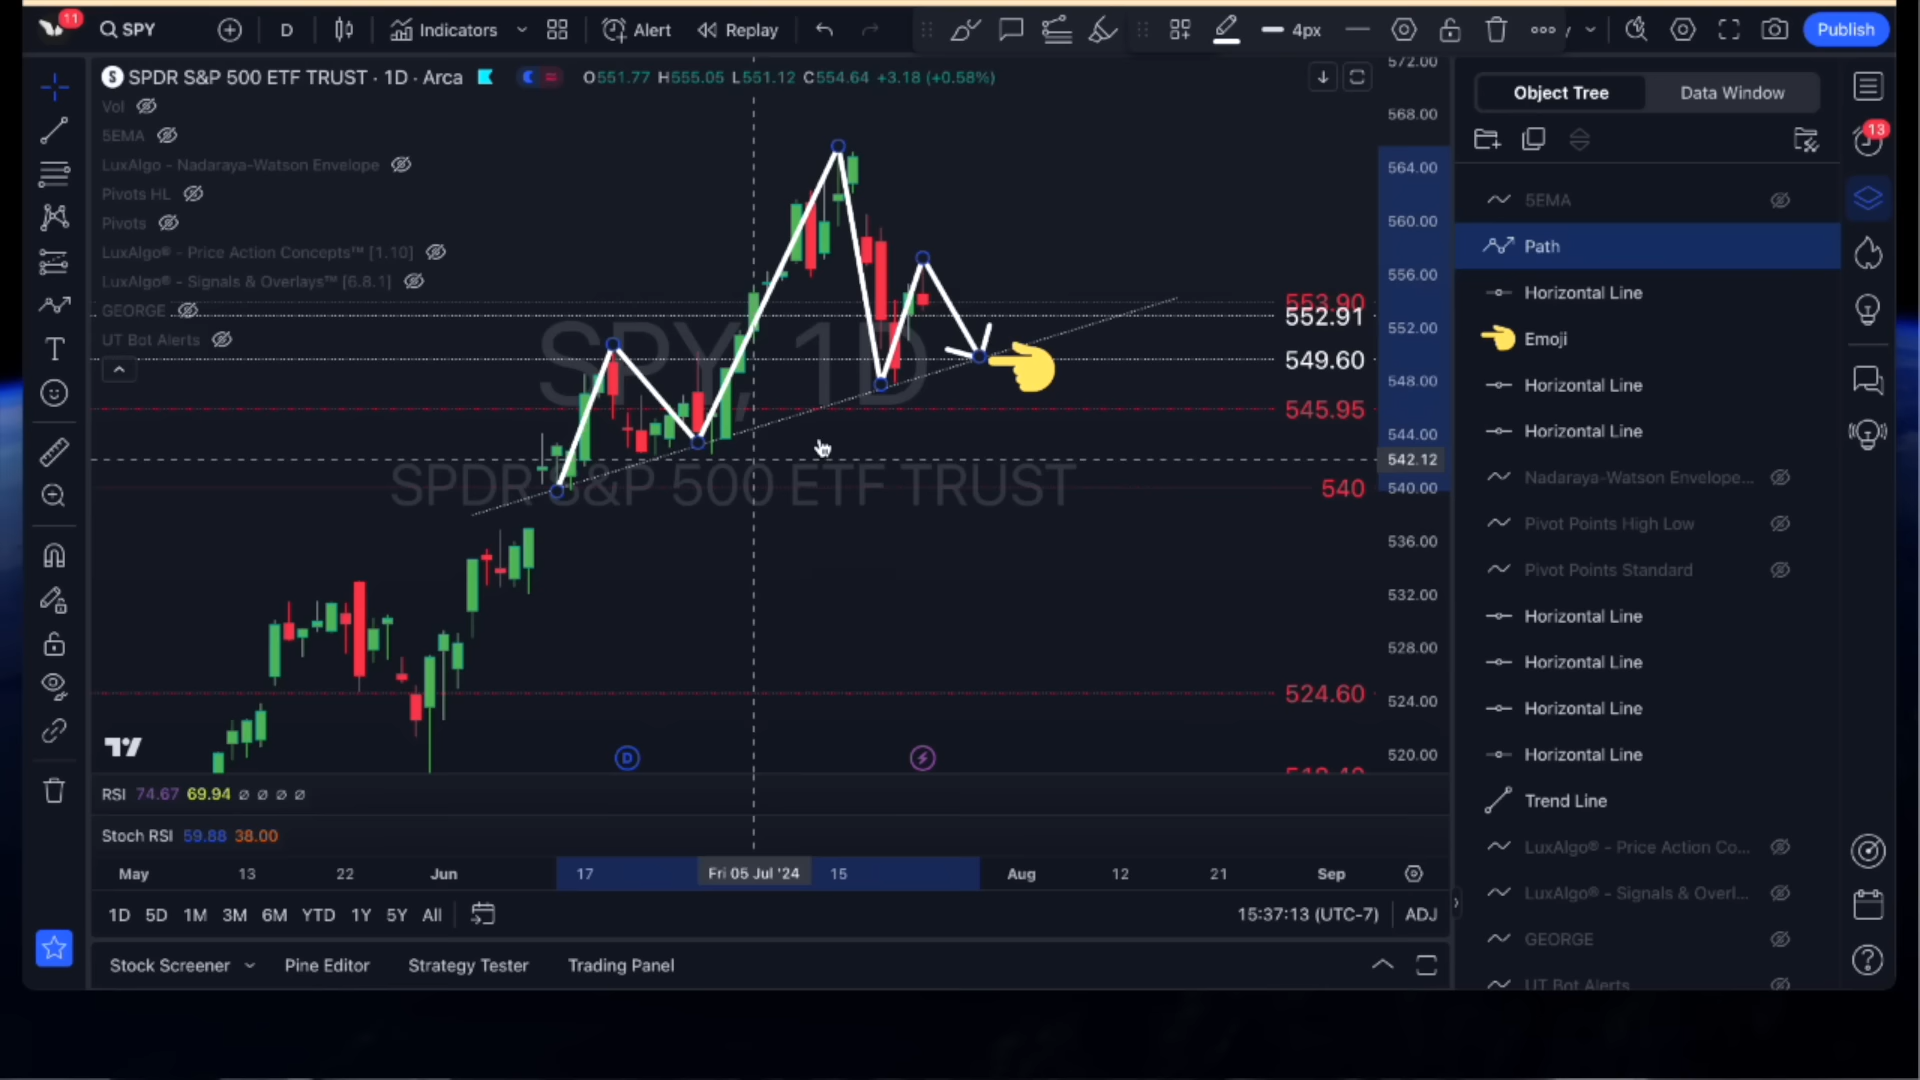 11
SPY
D
Indicators
Alert
Replay
4px
Publish
SPDR S&P 500 ETF TRUST · 1D · Arca
O551.77 H555.05 L551.12 C554.64 +3.18 (+0.58%)
Vol
5EMA
LuxAlgo - Nadaraya-Watson Envelope
Pivots HL
Pivots
LuxAlgo® - Price Action Concepts™ [1.10]
LuxAlgo® - Signals & Overlays™ [6.8.1]
GEORGE
UT Bot Alerts
SPY, 1D
SPDR S&P 500 ETF TRUST
553.90
552.91
549.60
545.95
540
524.60
572.00
568.00
564.00
560.00
556.00
552.00
548.00
544.00
542.12
540.00
536.00
532.00
528.00
524.00
520.00
D
RSI 74.67 69.94 ∅ ∅ ∅ ∅
Stoch RSI 59.88 38.00
May 13 22 Jun 17 Fri 05 Jul '24 15 Aug 12 21 Sep
1D 5D 1M 3M 6M YTD 1Y 5Y All
15:37:13 (UTC-7) ADJ
Stock Screener Pine Editor Strategy Tester Trading Panel
Object Tree Data Window
5EMA
Path
Horizontal Line
Emoji
Horizontal Line
Horizontal Line
Nadaraya-Watson Envelope...
Pivot Points High Low
Pivot Points Standard
Horizontal Line
Horizontal Line
Horizontal Line
Horizontal Line
Trend Line
LuxAlgo® - Price Action Co...
LuxAlgo® - Signals & Overl...
GEORGE
UT Bot Alerts
13